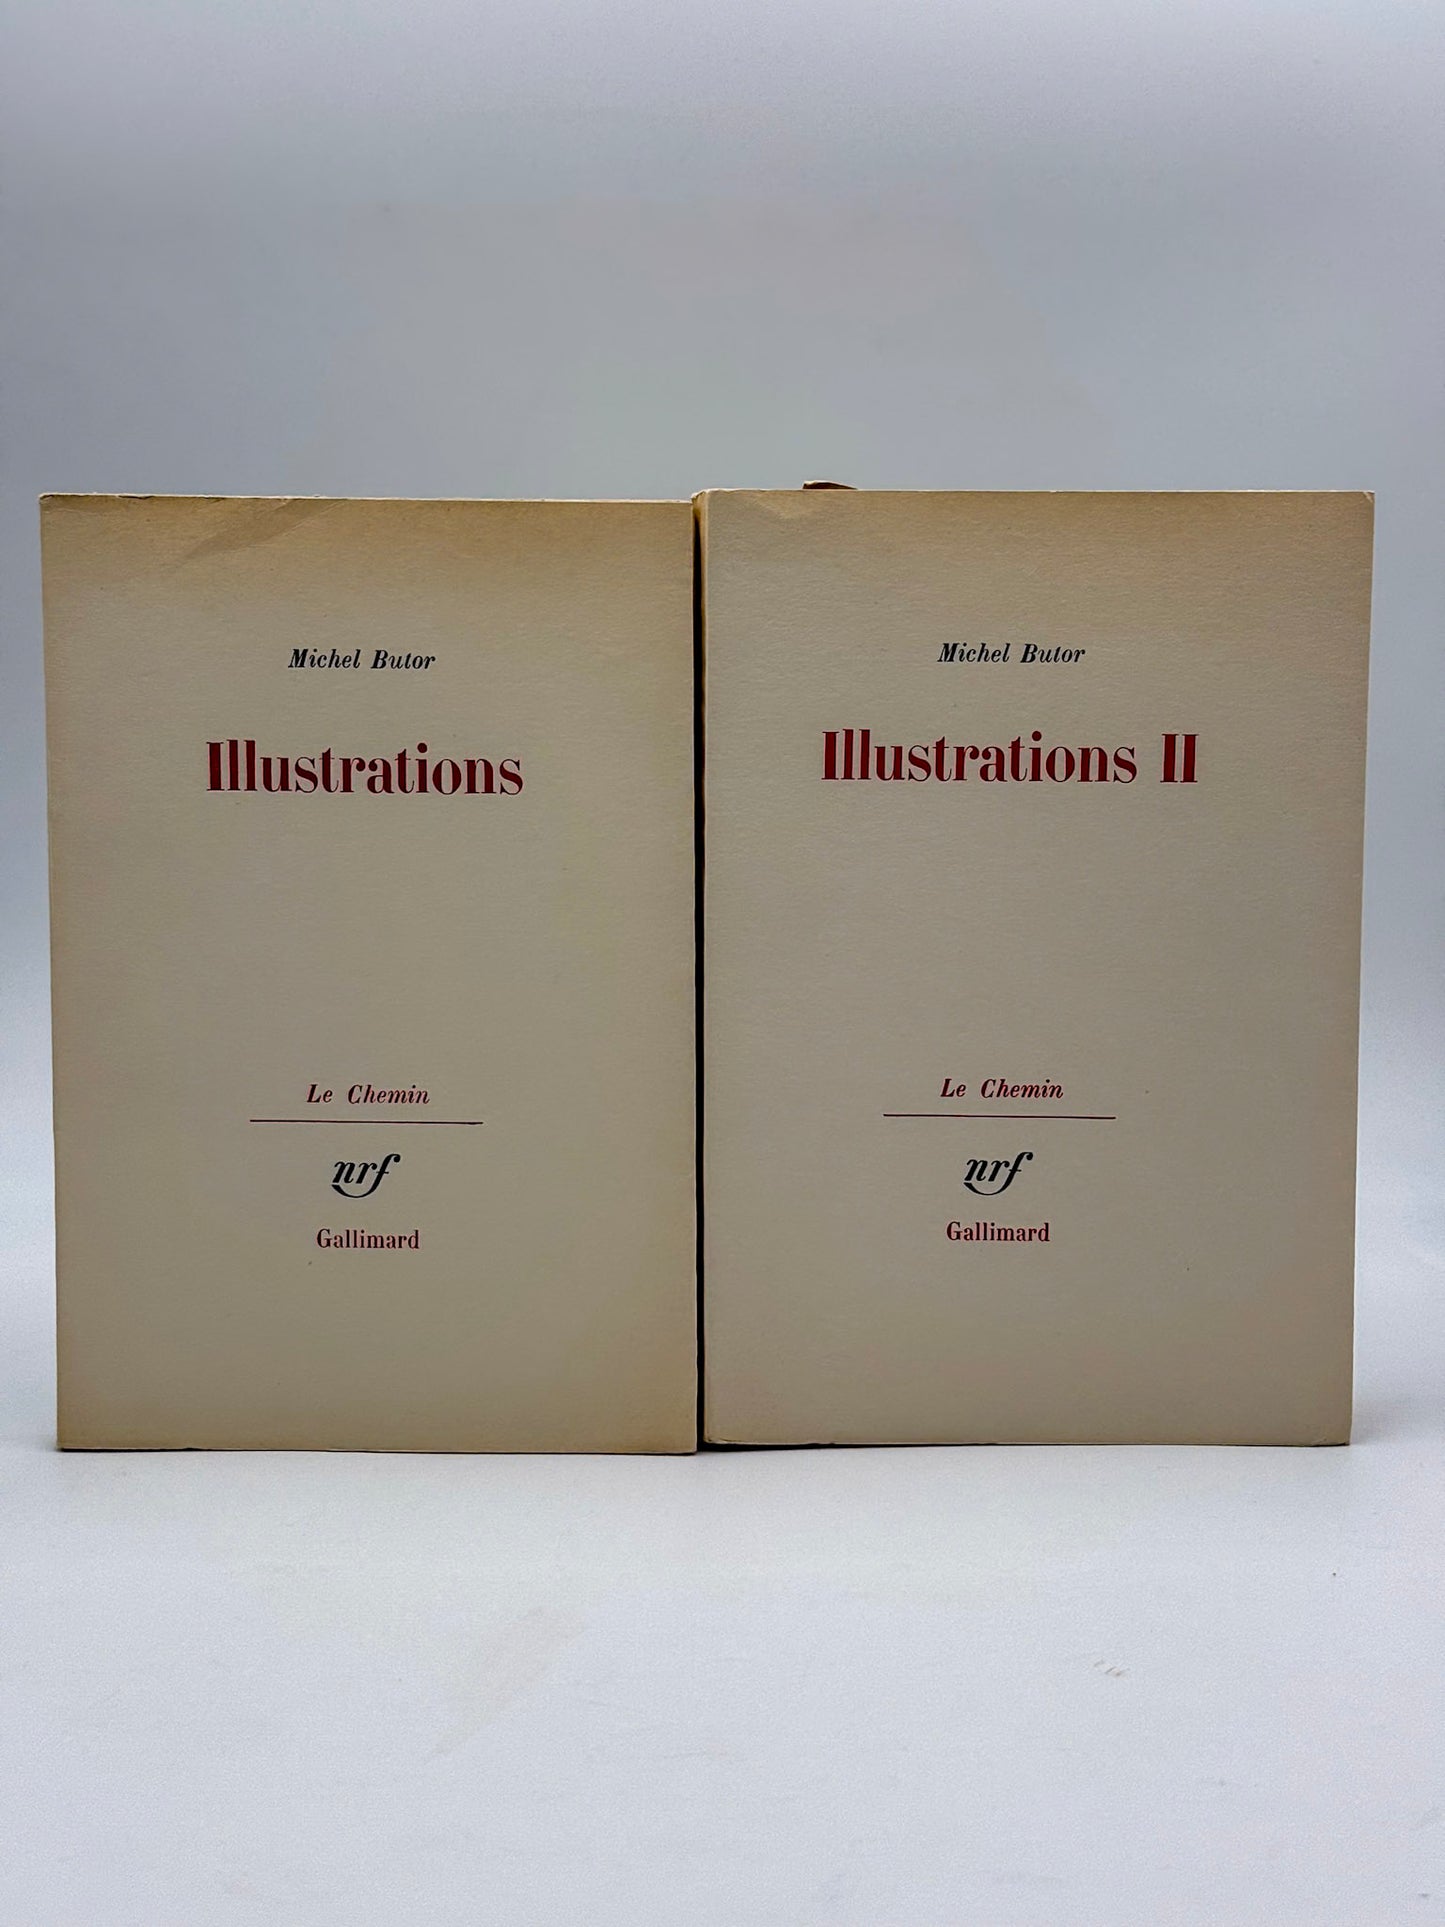 Michel Butor
Illustrations
Le Chemin
nrf
Gallimard
Michel Butor
Illustrations II
Le Chemin
nrf
Gallimard